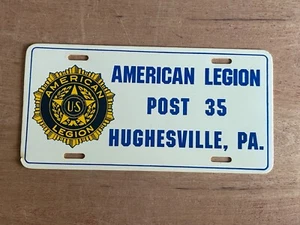 AMERICAN
U S
LEGION
AMERICAN LEGION
POST 35
HUGHESVILLE, PA.